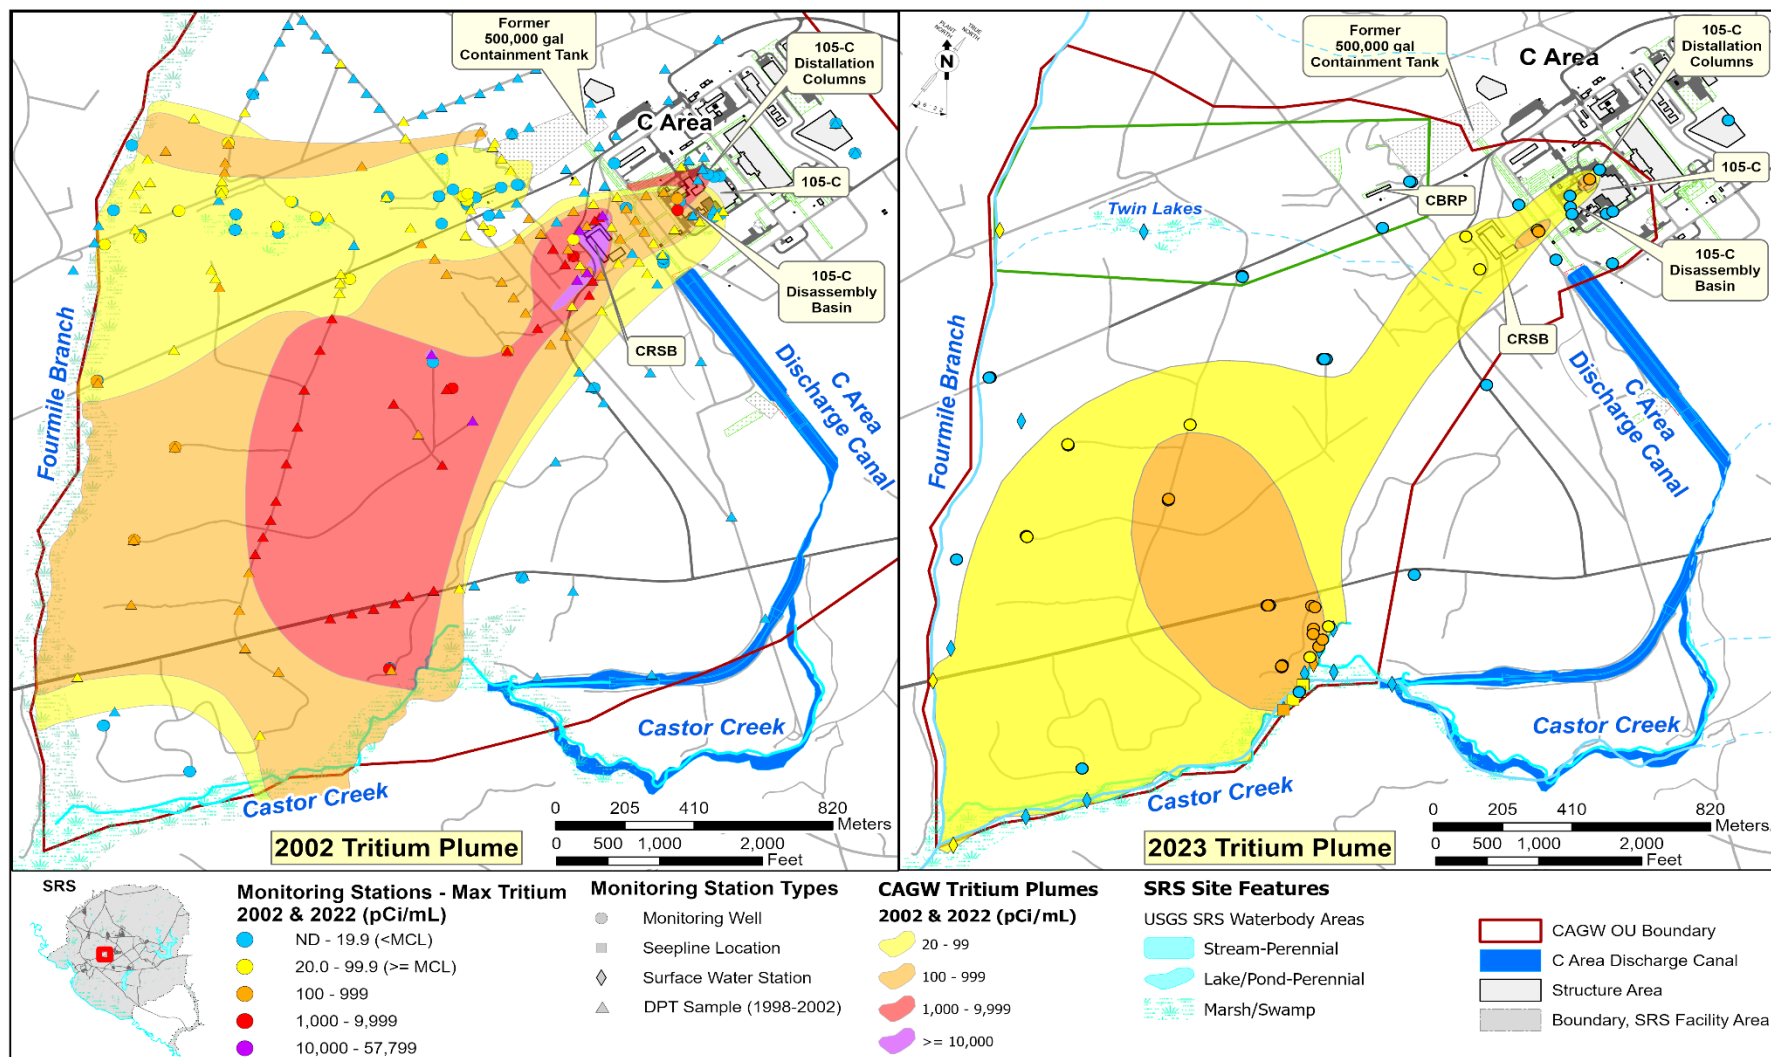 Former
500,000 gal
Containment Tank
105-C
Distallation
Columns
C Area
105-C
105-C
Disassembly
Basin
CRSB
Fourmile Branch
C Area
Discharge Canal
Castor Creek
Castor Creek
0 205 410 820
Meters
0 500 1,000 2,000
Feet
2002 Tritium Plume
PLANT NORTH
TRUE NORTH
N
Former
500,000 gal
Containment Tank
105-C
Distallation
Columns
C Area
105-C
CBRP
Twin Lakes
105-C
Disassembly
Basin
CRSB
Fourmile Branch
C Area
Discharge Canal
Castor Creek
Castor Creek
0 205 410 820
Meters
0 500 1,000 2,000
Feet
2023 Tritium Plume
SRS
Monitoring Stations - Max Tritium
2002 & 2022 (pCi/mL)
ND - 19.9 (<MCL)
20.0 - 99.9 (>= MCL)
100 - 999
1,000 - 9,999
10,000 - 57,799
Monitoring Station Types
Monitoring Well
Seepline Location
Surface Water Station
DPT Sample (1998-2002)
CAGW Tritium Plumes
2002 & 2022 (pCi/mL)
20 - 99
100 - 999
1,000 - 9,999
>= 10,000
SRS Site Features
USGS SRS Waterbody Areas
Stream-Perennial
Lake/Pond-Perennial
Marsh/Swamp
CAGW OU Boundary
C Area Discharge Canal
Structure Area
Boundary, SRS Facility Area